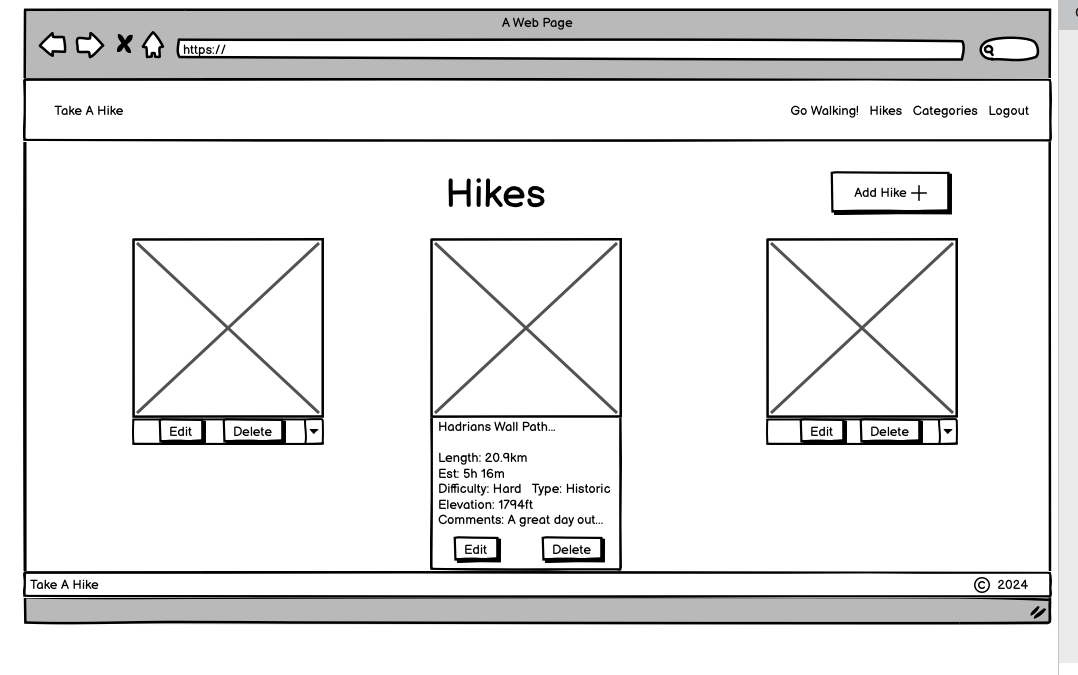 A Web Page
https://
Take A Hike
Go Walking! Hikes Categories Logout
Hikes
Add Hike
Edit Delete
Hadrians Wall Path...
Length: 20.9km
Est: 5h 16m
Difficulty: Hard Type: Historic
Elevation: 1794ft
Comments: A great day out...
Edit Delete
Edit Delete
Take A Hike
© 2024